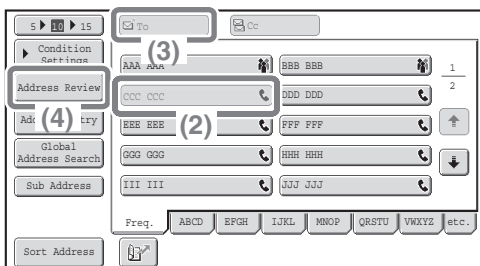 5 10 15
To
Cc
Condition Settings
(3)
AAA AAA
BBB BBB
1
2
Address Review
CCC CCC
DDD DDD
(4)
(2)
EEE EEE
FFF FFF
Global
Address Search
GGG GGG
HHH HHH
Sub Address
III III
JJJ JJJ
Freq.
ABCD
EFGH
IJKL
MNOP
QRSTU
VWXYZ
etc.
Sort Address